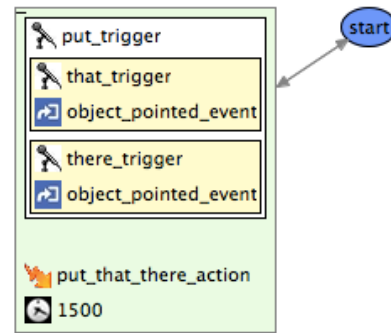 put_trigger
start
that_trigger
object_pointed_event
there_trigger
object_pointed_event
put_that_there_action
1500